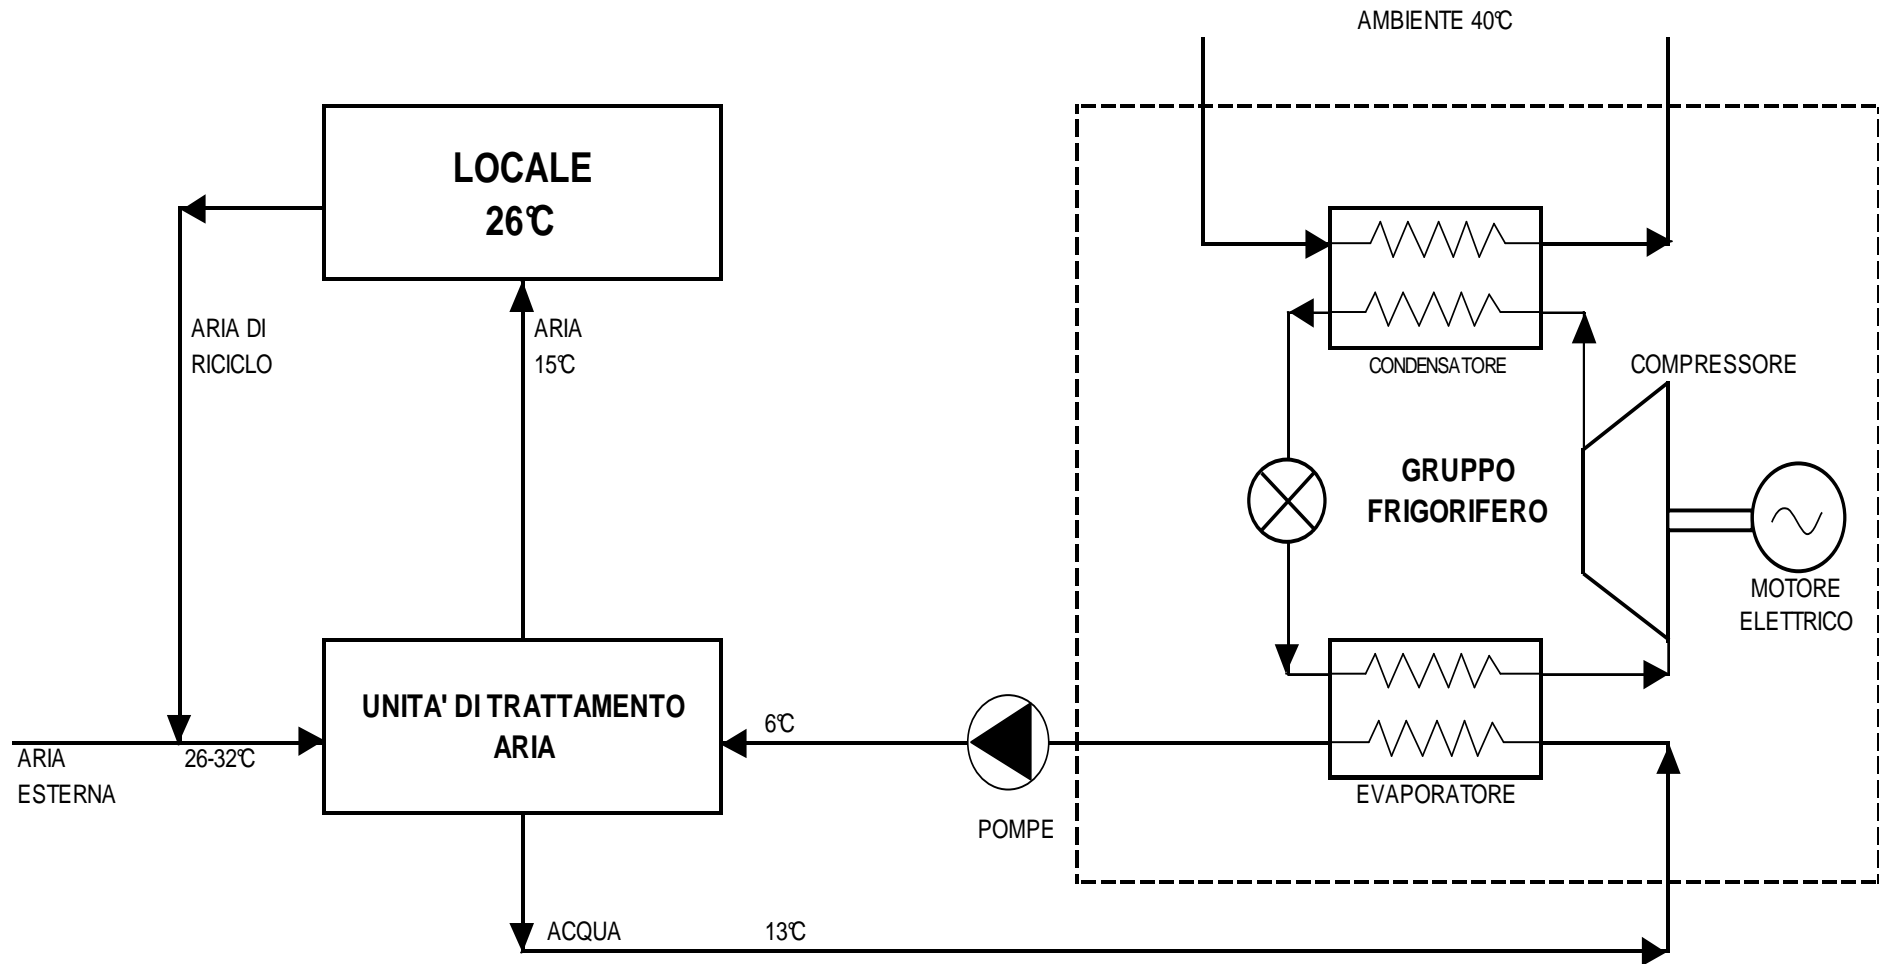 AMBIENTE 40°C
LOCALE
26°C
ARIA DI
RICICLO
ARIA
15°C
CONDENSATORE
COMPRESSORE
GRUPPO
FRIGORIFERO
MOTORE
ELETTRICO
UNITA' DI TRATTAMENTO
ARIA
6°C
26-32°C
ARIA
ESTERNA
EVAPORATORE
POMPE
ACQUA
13°C